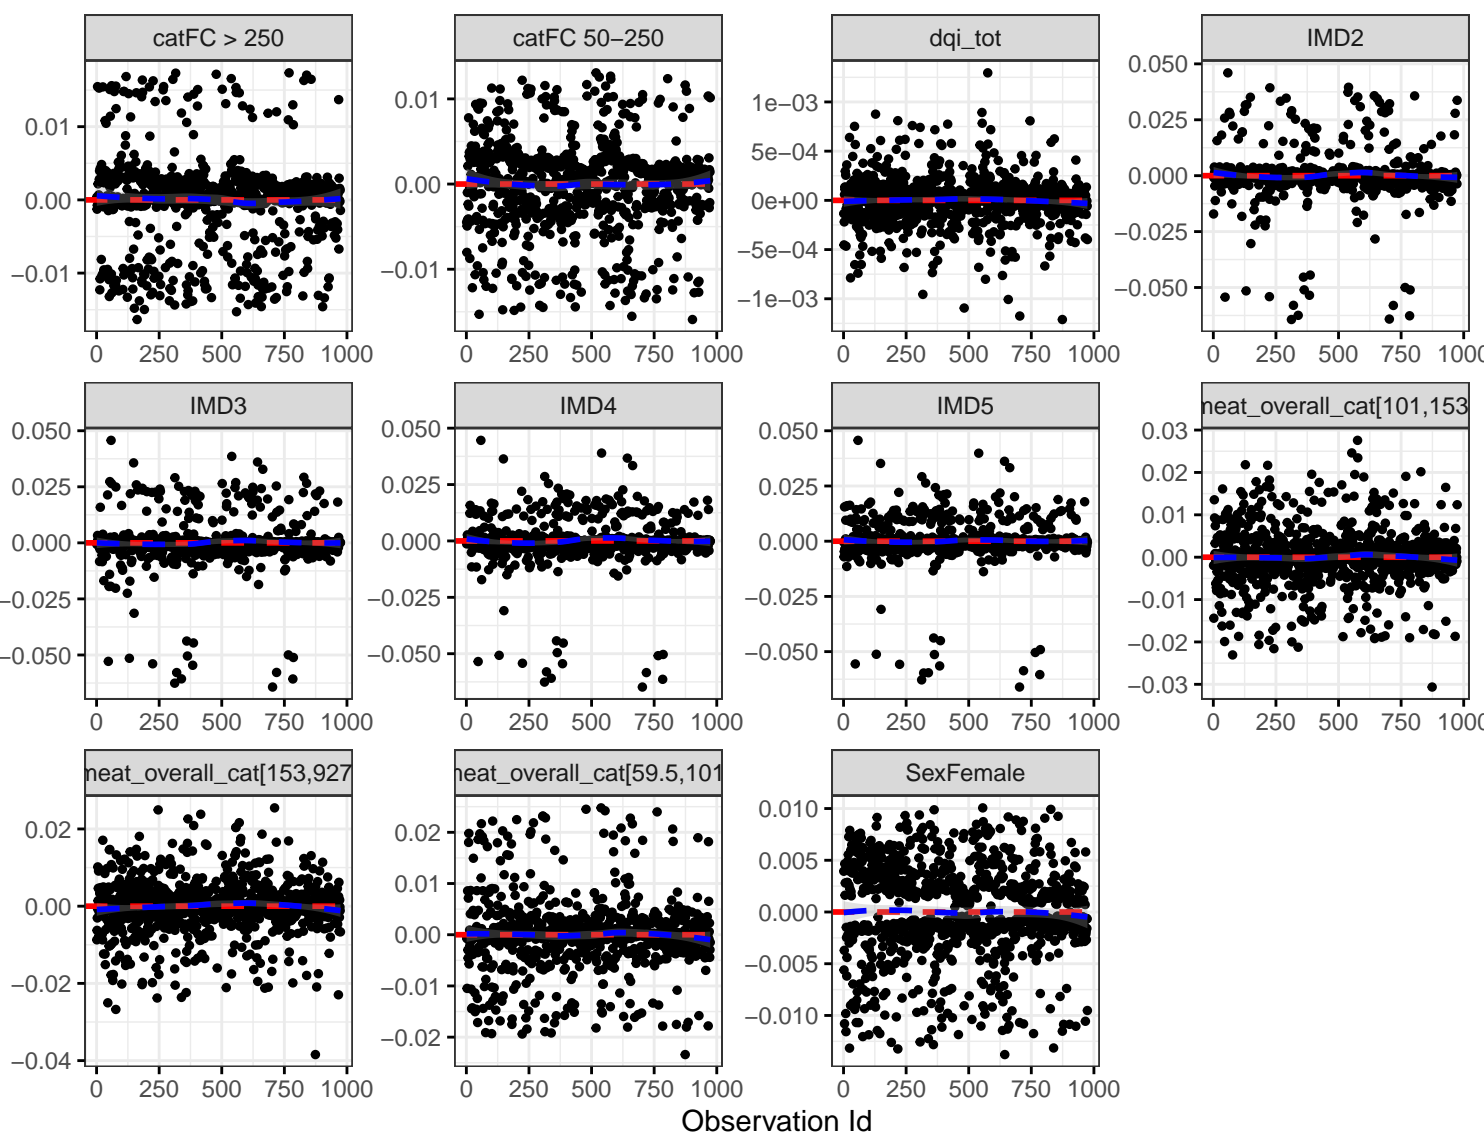 catFC > 250
catFC 50−250
dqi_tot
IMD2
0.01
0.00
−0.01
0 250 500 750 1000
0.01
0.00
−0.01
0 250 500 750 1000
1e−03
5e−04
0e+00
−5e−04
−1e−03
0 250 500 750 1000
0.050
0.025
0.000
−0.025
−0.050
0 250 500 750 1000
IMD3
IMD4
IMD5
meat_overall_cat[101,153
0.050
0.025
0.000
−0.025
−0.050
0 250 500 750 1000
0.050
0.025
0.000
−0.025
−0.050
0 250 500 750 1000
0.050
0.025
0.000
−0.025
−0.050
0 250 500 750 1000
0.03
0.02
0.01
0.00
−0.01
−0.02
−0.03
0 250 500 750 1000
meat_overall_cat[153,927
meat_overall_cat[59.5,101
SexFemale
0.02
0.00
−0.02
−0.04
0 250 500 750 1000
0.02
0.01
0.00
−0.01
−0.02
0 250 500 750 1000
0.010
0.005
0.000
−0.005
−0.010
0 250 500 750 1000
Observation Id